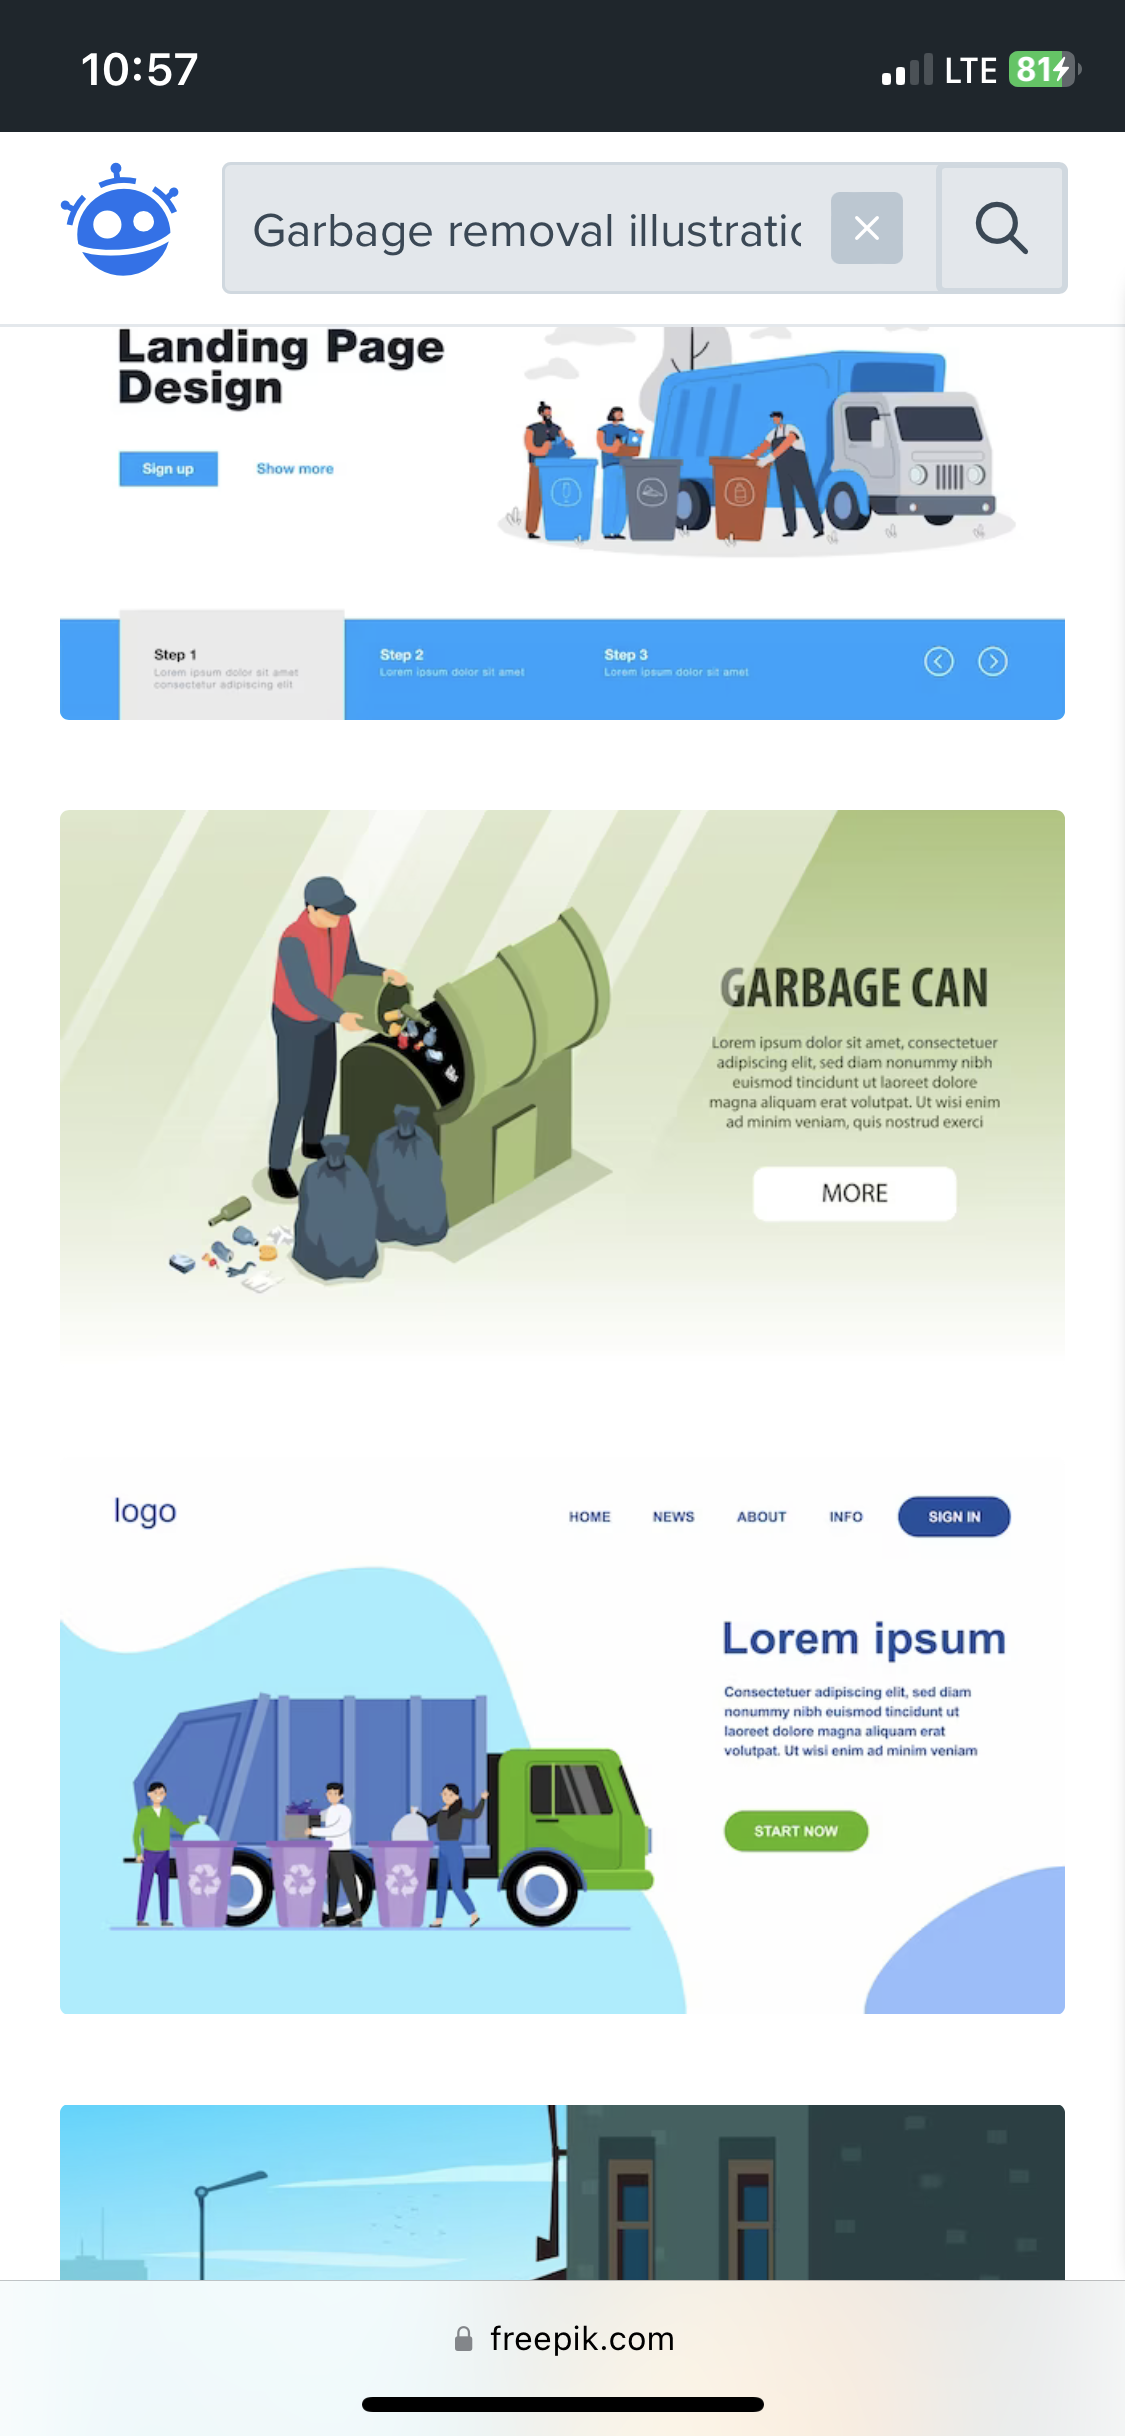 10:57
LTE 81
Garbage removal illustratic
Landing Page
Design
Sign up
Show more
Step 1
Lorem ipsum dolor sit amet
consectetur adipiscing elit
Step 2
Lorem ipsum dolor sit amet
Step 3
Lorem ipsum dolor sit amet
GARBAGE CAN
Lorem ipsum dolor sit amet, consectetuer
adipiscing elit, sed diam nonummy nibh
euismod tincidunt ut laoreet dolore
magna aliquam erat volutpat. Ut wisi enim
ad minim veniam, quis nostrud exerci
MORE
logo
HOME
NEWS
ABOUT
INFO
SIGN IN
Lorem ipsum
Consectetuer adipiscing elit, sed diam
nonummy nibh euismod tincidunt ut
laoreet dolore magna aliquam erat
volutpat. Ut wisi enim ad minim veniam
START NOW
freepik.com